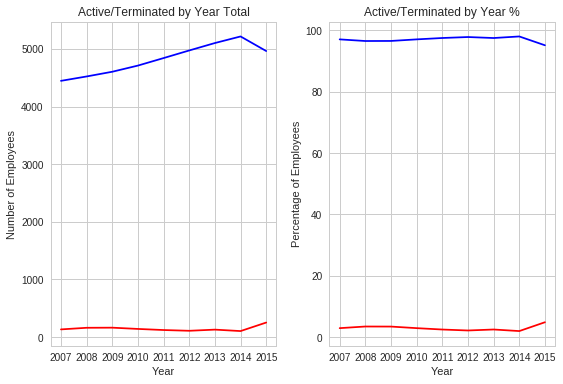 Active/Terminated by Year Total
Number of Employees
5000
4000
3000
2000
1000
0
2007 2008 2009 2010 2011 2012 2013 2014 2015
Year
Active/Terminated by Year %
Percentage of Employees
100
80
60
40
20
0
2007 2008 2009 2010 2011 2012 2013 2014 2015
Year